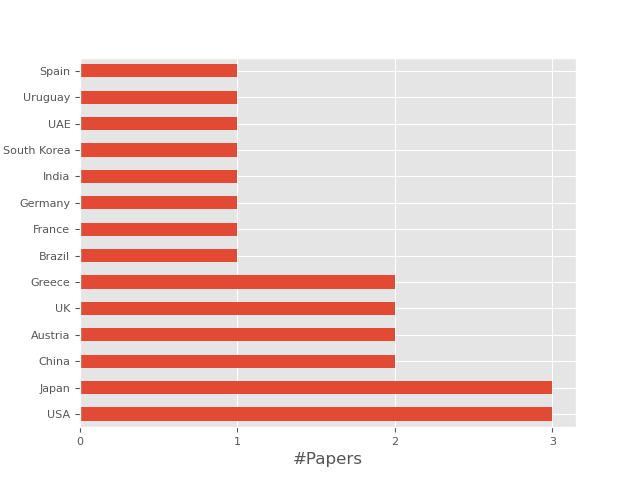 Spain
Uruguay
UAE
South Korea
India
Germany
France
Brazil
Greece
UK
Austria
China
Japan
USA
0 1 2 3
#Papers